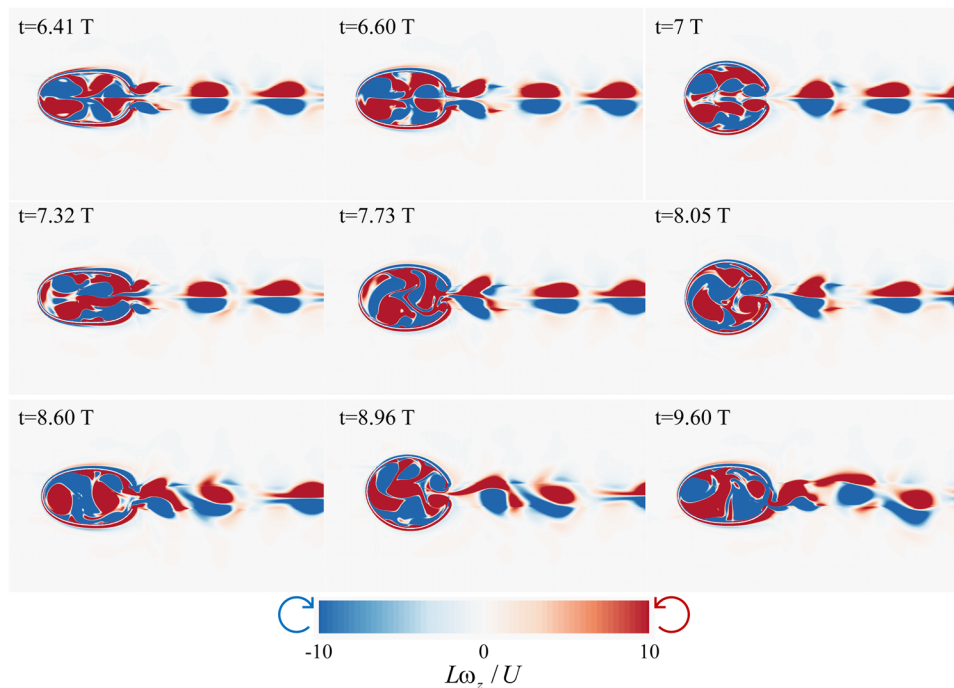 t=6.41 T
t=6.60 T
t=7 T
t=7.32 T
t=7.73 T
t=8.05 T
t=8.60 T
t=8.96 T
t=9.60 T
-10 0 10
Lω_z / U